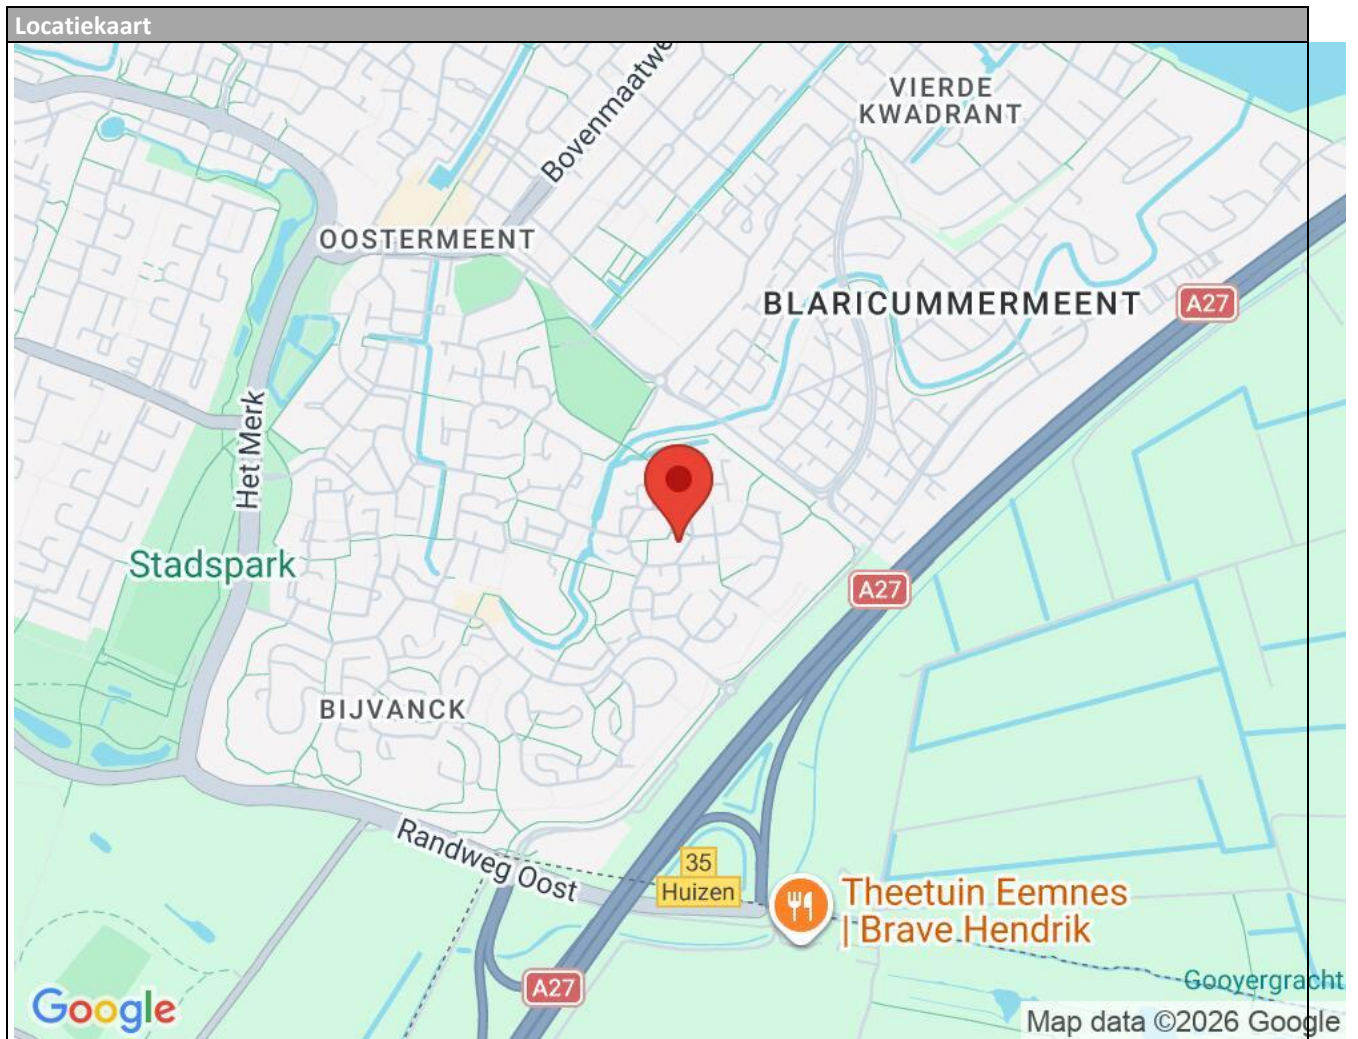 Locatiekaart
VIERDE
KWADRANT
Bovenmaatwe
OOSTERMEENT
BLARICUMMERMEENT
A27
Het Merk
Stadspark
A27
BIJVANCK
Randweg Oost
35
Huizen
Theetuin Eemnes
| Brave Hendrik
A27
Gooyergracht
Google
Map data ©2026 Google